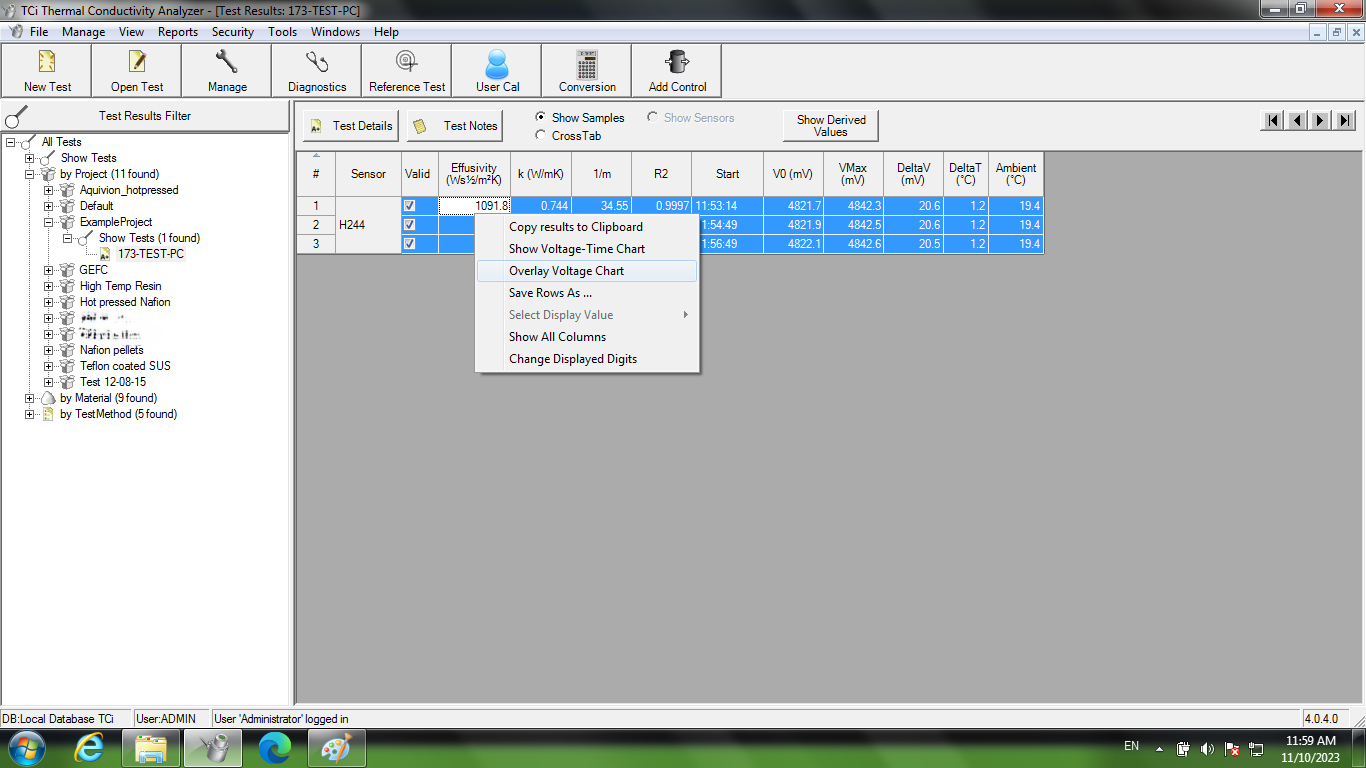 TCi Thermal Conductivity Analyzer - [Test Results: 173-TEST-PC]
File Manage View Reports Security Tools Windows Help
New Test Open Test Manage Diagnostics Reference Test User Cal Conversion Add Control
Test Results Filter
All Tests
Show Tests
by Project (11 found)
Aquivion_hotpressed
Default
ExampleProject
Show Tests (1 found)
173-TEST-PC
GEFC
High Temp Resin
Hot pressed Nafion
Nafion pellets
Teflon coated SUS
Test 12-08-15
by Material (9 found)
by TestMethod (5 found)
Test Details Test Notes Show Samples Show Sensors
CrossTab
Show Derived
Values
# Sensor Valid Effusivity (Ws½/m²K) k (W/mK) 1/m R2 Start V0 (mV) VMax (mV) DeltaV (mV) DeltaT (°C) Ambient (°C)
1 1091.8 0.744 34.55 0.9997 11:53:14 4821.7 4842.3 20.6 1.2 19.4
2 H244 1:54:49 4821.9 4842.5 20.6 1.2 19.4
3 1:56:49 4822.1 4842.6 20.5 1.2 19.4
Copy results to Clipboard
Show Voltage-Time Chart
Overlay Voltage Chart
Save Rows As ...
Select Display Value
Show All Columns
Change Displayed Digits
DB:Local Database TCi User:ADMIN User 'Administrator' logged in 4.0.4.0
EN 11:59 AM
11/10/2023